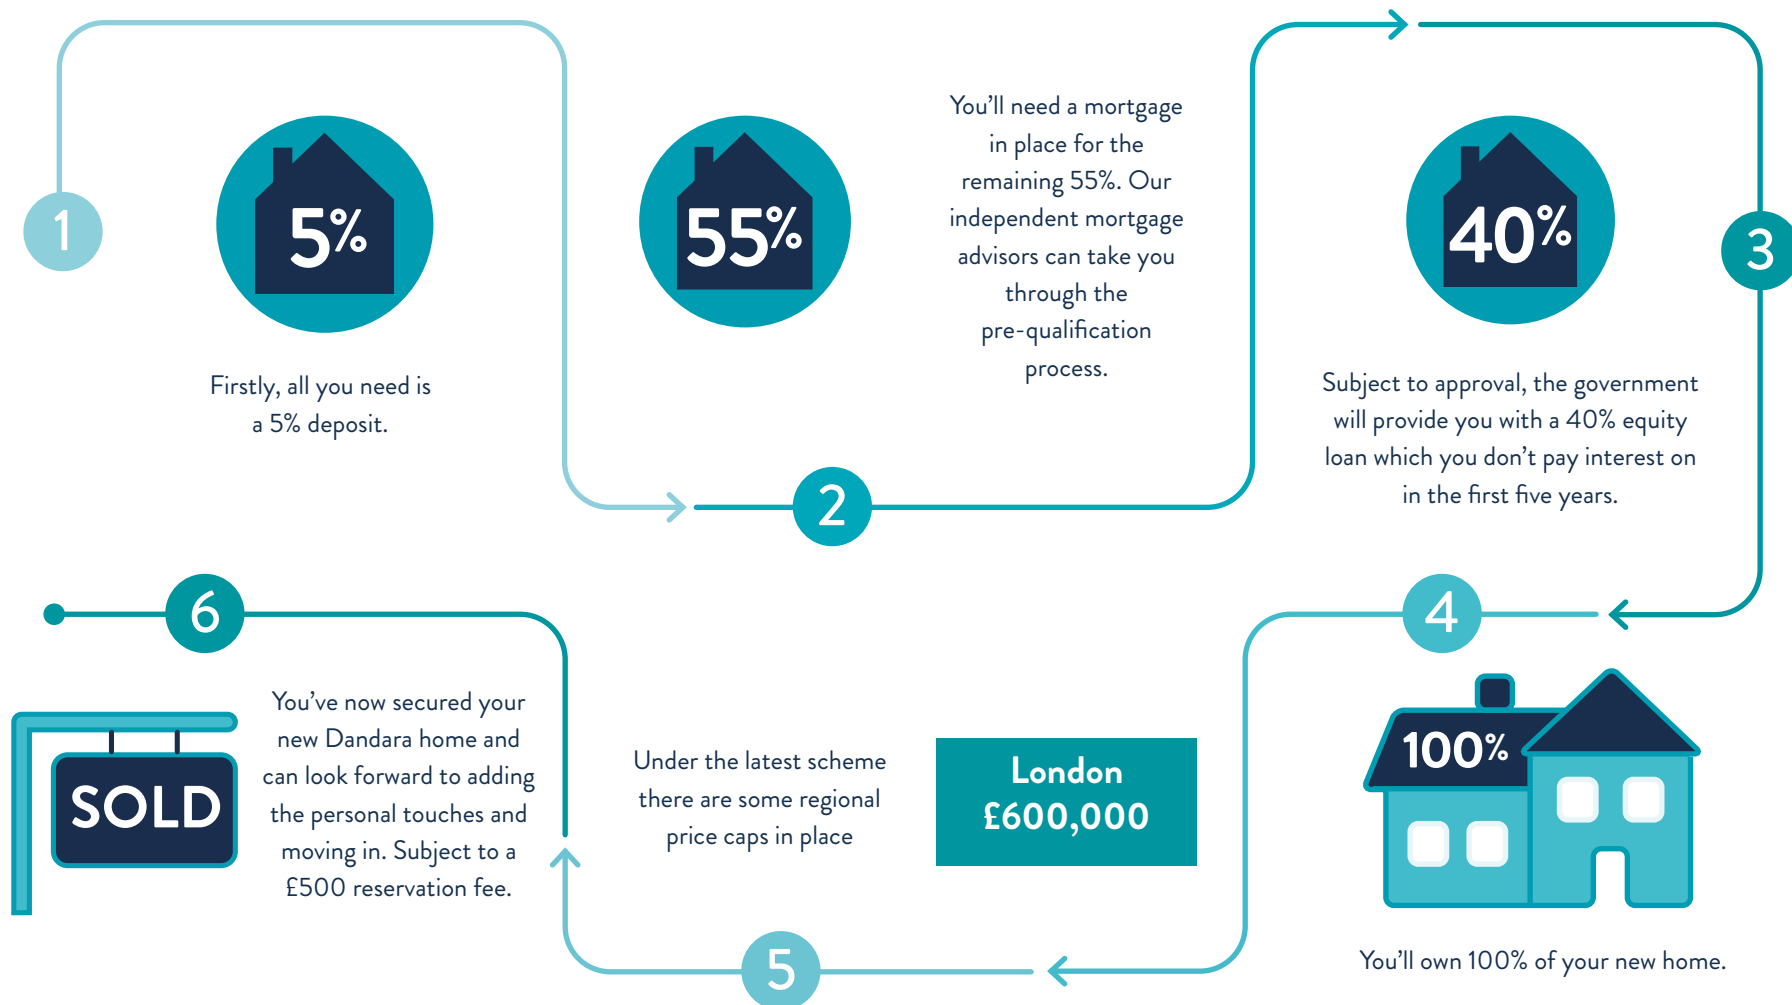 1
5%
Firstly, all you need is
a 5% deposit.
55%
You'll need a mortgage
in place for the
remaining 55%. Our
independent mortgage
advisors can take you
through the
pre-qualification
process.
2
40%
Subject to approval, the government
will provide you with a 40% equity
loan which you don't pay interest on
in the first five years.
3
4
100%
You'll own 100% of your new home.
Under the latest scheme
there are some regional
price caps in place
London
£600,000
5
6
SOLD
You've now secured your
new Dandara home and
can look forward to adding
the personal touches and
moving in. Subject to a
£500 reservation fee.